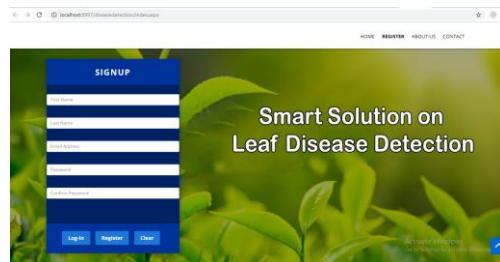 HOME REGISTER ABOUT-US CONTACT
SIGNUP
First Name
Last Name
Email Address
Password
Confirm Password
Log-In Register Clear
Smart Solution on
Leaf Disease Detection
Activate Windows